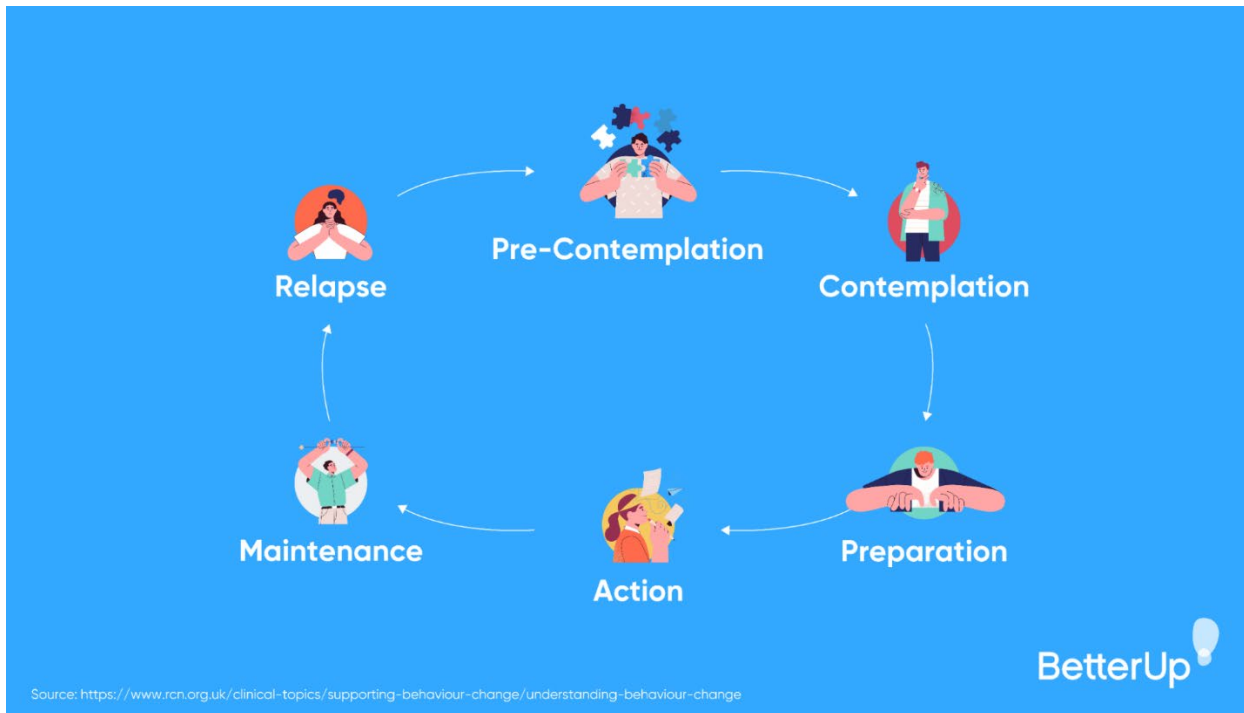 Pre-Contemplation
Contemplation
Preparation
Action
Maintenance
Relapse
BetterUp
Source: https://www.rcn.org.uk/clinical-topics/supporting-behaviour-change/understanding-behaviour-change